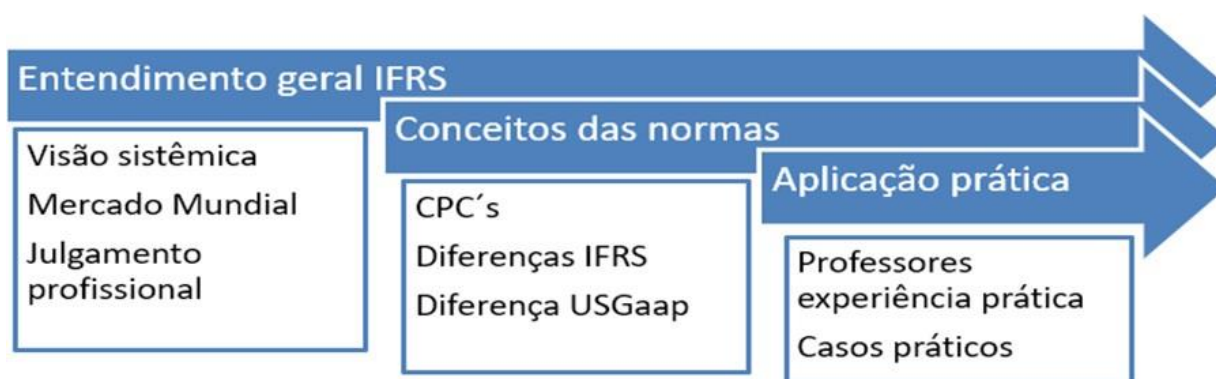 Entendimento geral IFRS
Visão sistêmica
Mercado Mundial
Julgamento
profissional
Conceitos das normas
CPC´s
Diferenças IFRS
Diferença USGaap
Aplicação prática
Professores
experiência prática
Casos práticos